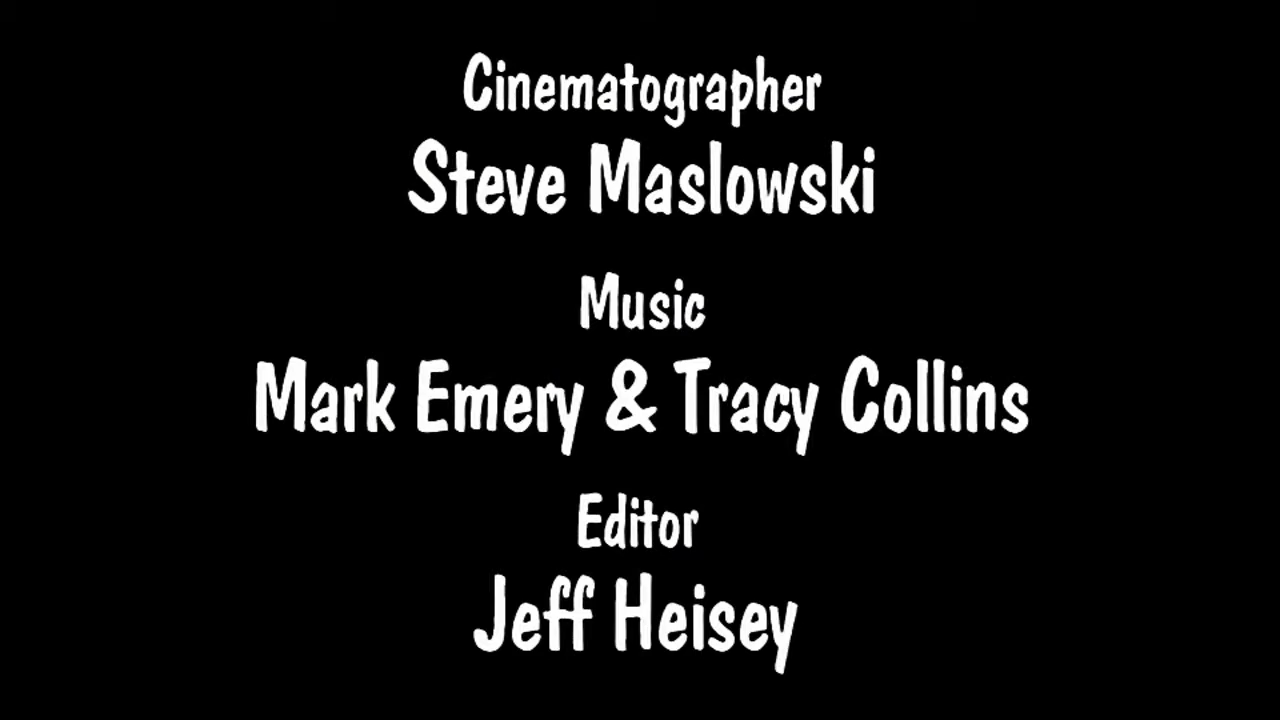 Cinematographer
Steve Maslowski
Music
Mark Emery & Tracy Collins
Editor
Jeff Heisey